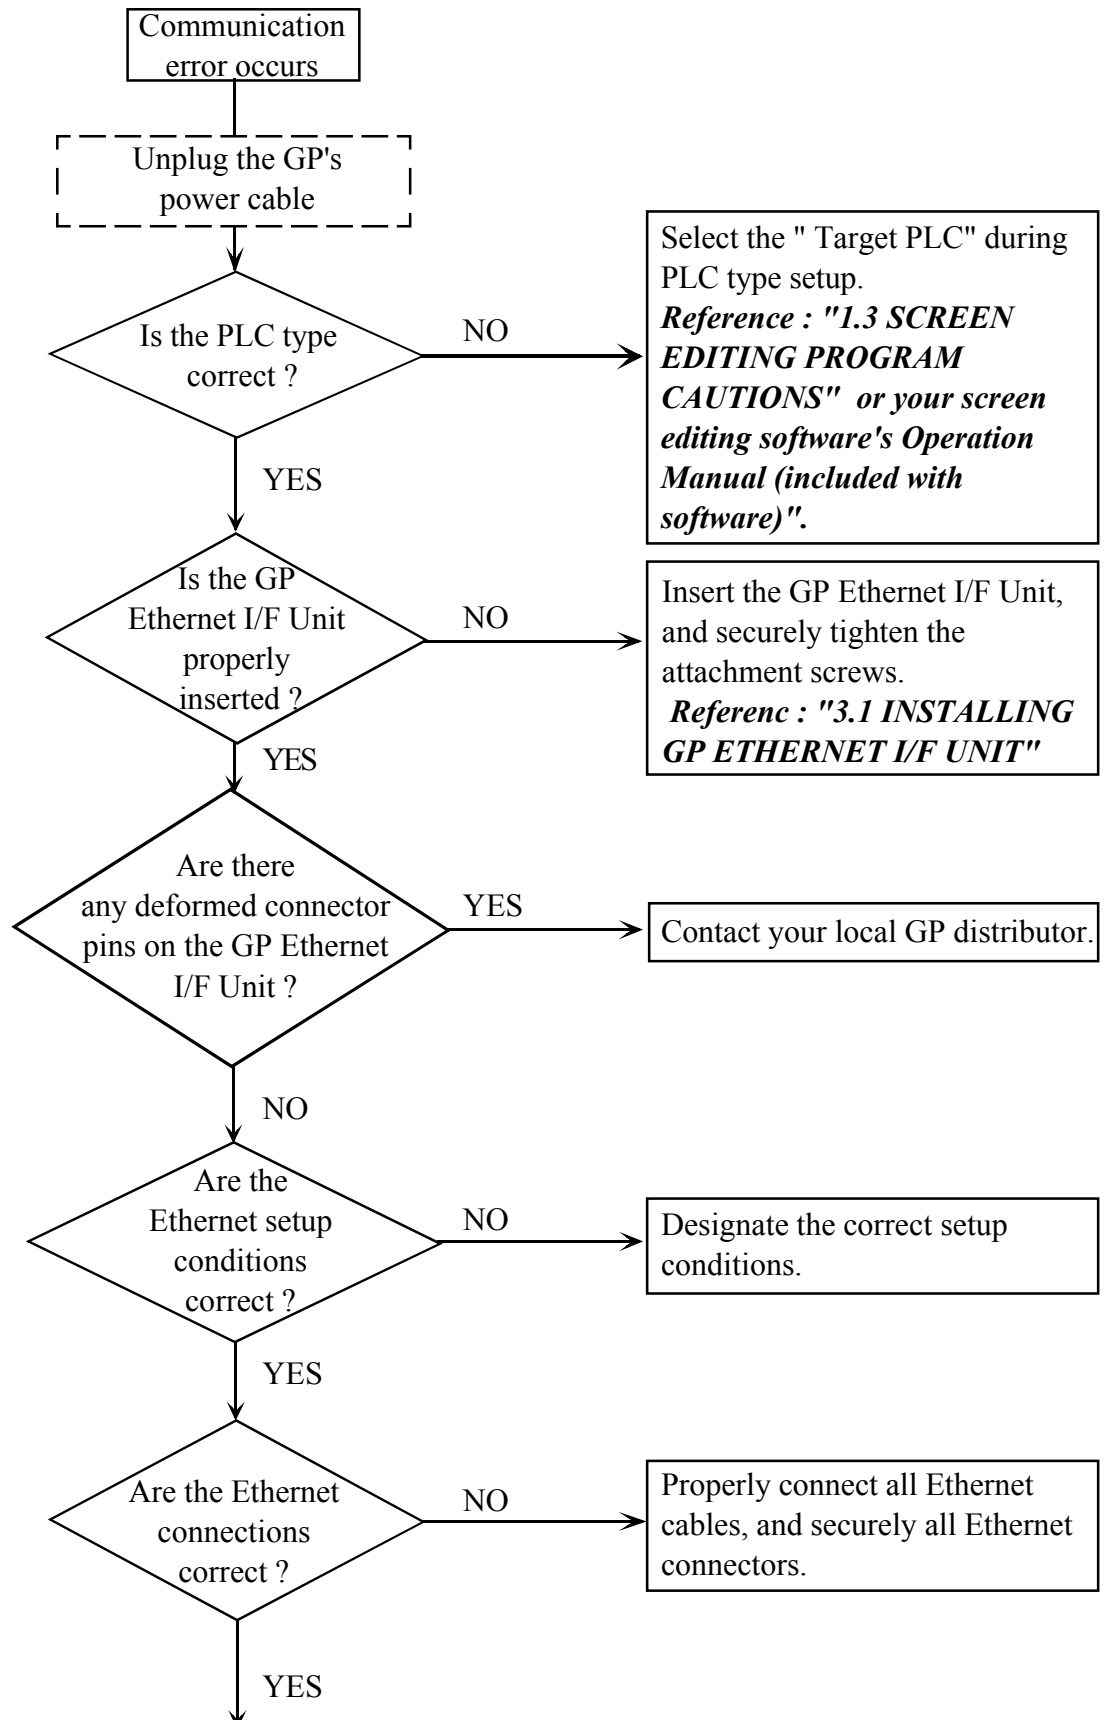 Communication
error occurs
Unplug the GP's
power cable
Is the PLC type
correct ?
NO
Select the " Target PLC" during
PLC type setup.
Reference : "1.3 SCREEN
EDITING PROGRAM
CAUTIONS" or your screen
editing software's Operation
Manual (included with
software)".
YES
Is the GP
Ethernet I/F Unit
properly
inserted ?
NO
Insert the GP Ethernet I/F Unit,
and securely tighten the
attachment screws.
Referenc : "3.1 INSTALLING
GP ETHERNET I/F UNIT"
YES
Are there
any deformed connector
pins on the GP Ethernet
I/F Unit ?
YES
Contact your local GP distributor.
NO
Are the
Ethernet setup
conditions
correct ?
NO
Designate the correct setup
conditions.
YES
Are the Ethernet
connections
correct ?
NO
Properly connect all Ethernet
cables, and securely all Ethernet
connectors.
YES